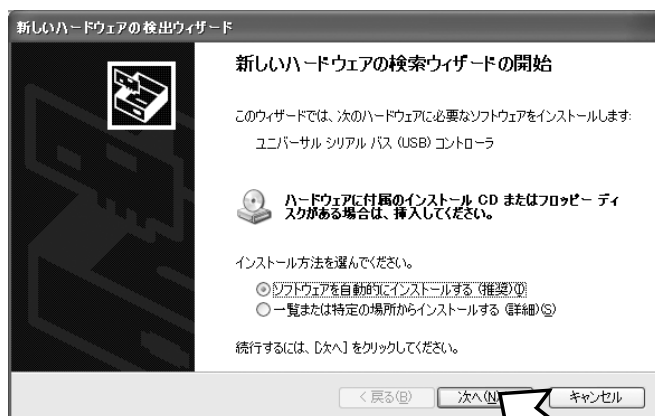 新しいハードウェアの検出ウィザード
新しいハードウェアの検索ウィザードの開始
このウィザードでは、次のハードウェアに必要なソフトウェアをインストールします:
ユニバーサル シリアル バス (USB) コントローラ
ハードウェアに付属のインストール CD またはフロッピー ディ
スクがある場合は、挿入してください。
インストール方法を選んでください。
ソフトウェアを自動的にインストールする (推奨)(I)
一覧または特定の場所からインストールする (詳細)(S)
続行するには、[次へ] をクリックしてください。
< 戻る(B) 次へ(N) キャンセル